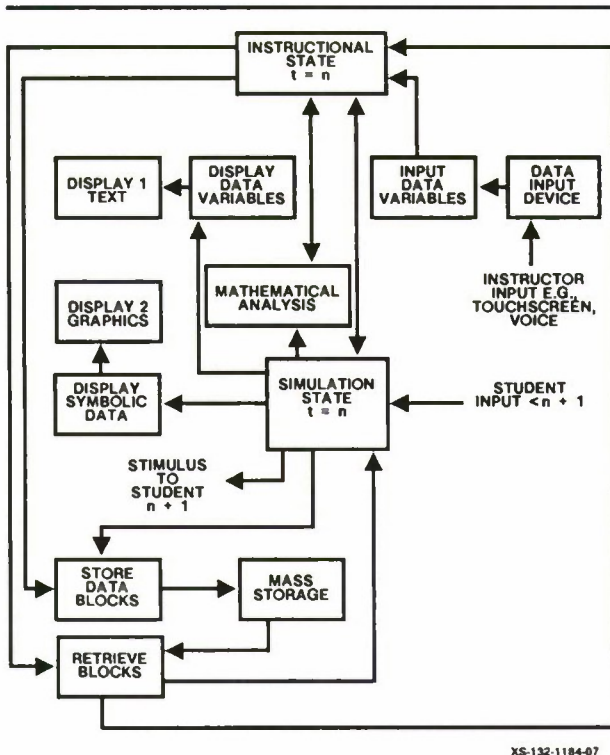 INSTRUCTIONAL
STATE
t = n
DISPLAY 1
TEXT
DISPLAY
DATA
VARIABLES
INPUT
DATA
VARIABLES
DATA
INPUT
DEVICE
INSTRUCTOR
INPUT E.G.,
TOUCHSCREEN,
VOICE
DISPLAY 2
GRAPHICS
MATHEMATICAL
ANALYSIS
DISPLAY
SYMBOLIC
DATA
SIMULATION
STATE
t = n
STUDENT
INPUT <n + 1
STIMULUS
TO
STUDENT
n + 1
STORE
DATA
BLOCKS
MASS
STORAGE
RETRIEVE
BLOCKS
XS-132-1184-07